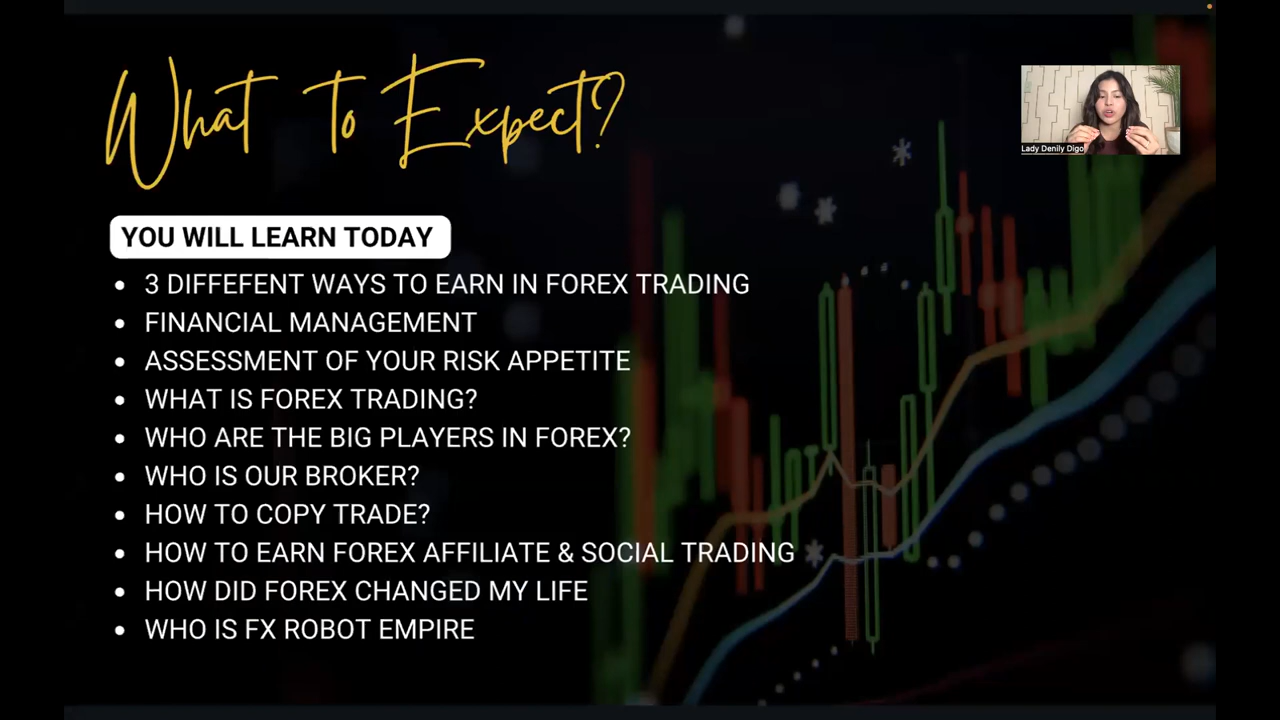 What to Expect?
Lady Denily Digo
YOU WILL LEARN TODAY
• 3 DIFFEFENT WAYS TO EARN IN FOREX TRADING
• FINANCIAL MANAGEMENT
• ASSESSMENT OF YOUR RISK APPETITE
• WHAT IS FOREX TRADING?
• WHO ARE THE BIG PLAYERS IN FOREX?
• WHO IS OUR BROKER?
• HOW TO COPY TRADE?
• HOW TO EARN FOREX AFFILIATE & SOCIAL TRADING
• HOW DID FOREX CHANGED MY LIFE
• WHO IS FX ROBOT EMPIRE